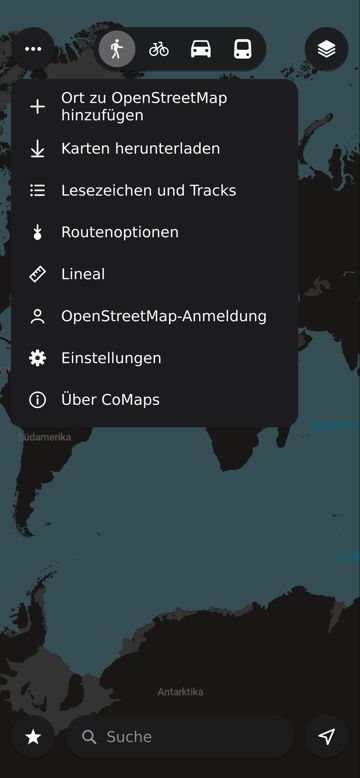 Ort zu OpenStreetMap
hinzufügen
Karten herunterladen
Lesezeichen und Tracks
Routenoptionen
Lineal
OpenStreetMap-Anmeldung
Einstellungen
Über CoMaps
Südamerika
Antarktika
Suche